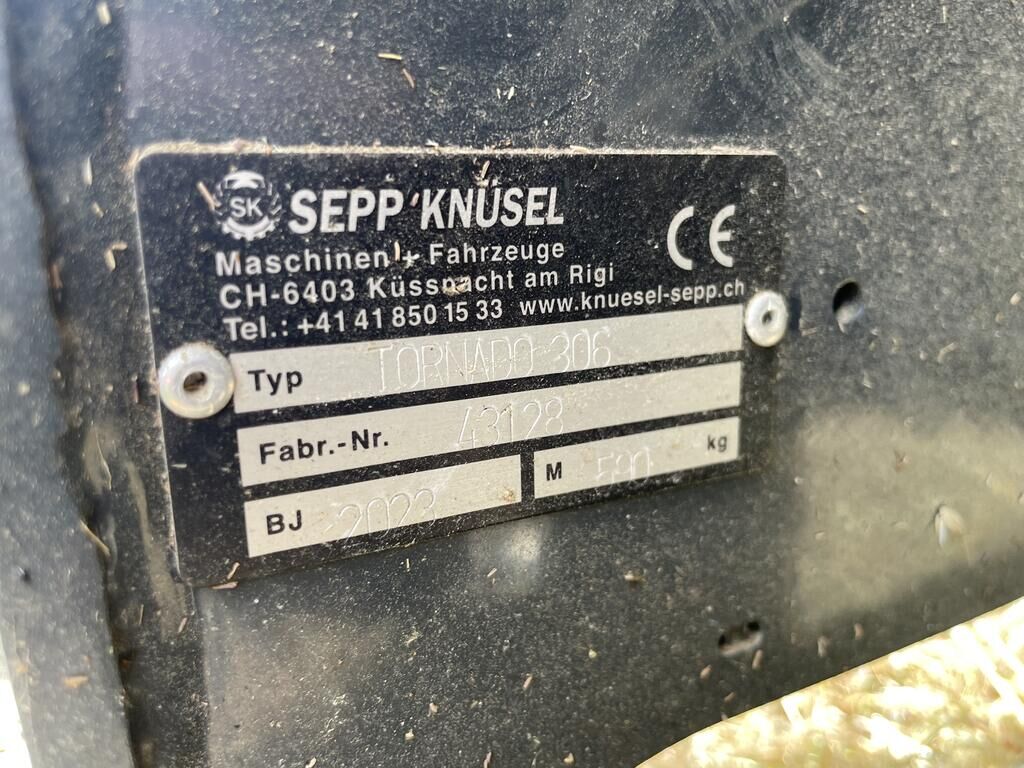 SK SEPP KNÜSEL
CE
Maschinen + Fahrzeuge
CH-6403 Küssnacht am Rigi
Tel.: +41 41 850 15 33 www.knuesel-sepp.ch
Typ TORNADO 306
Fabr.-Nr. 43128
BJ 2023 M 590 kg